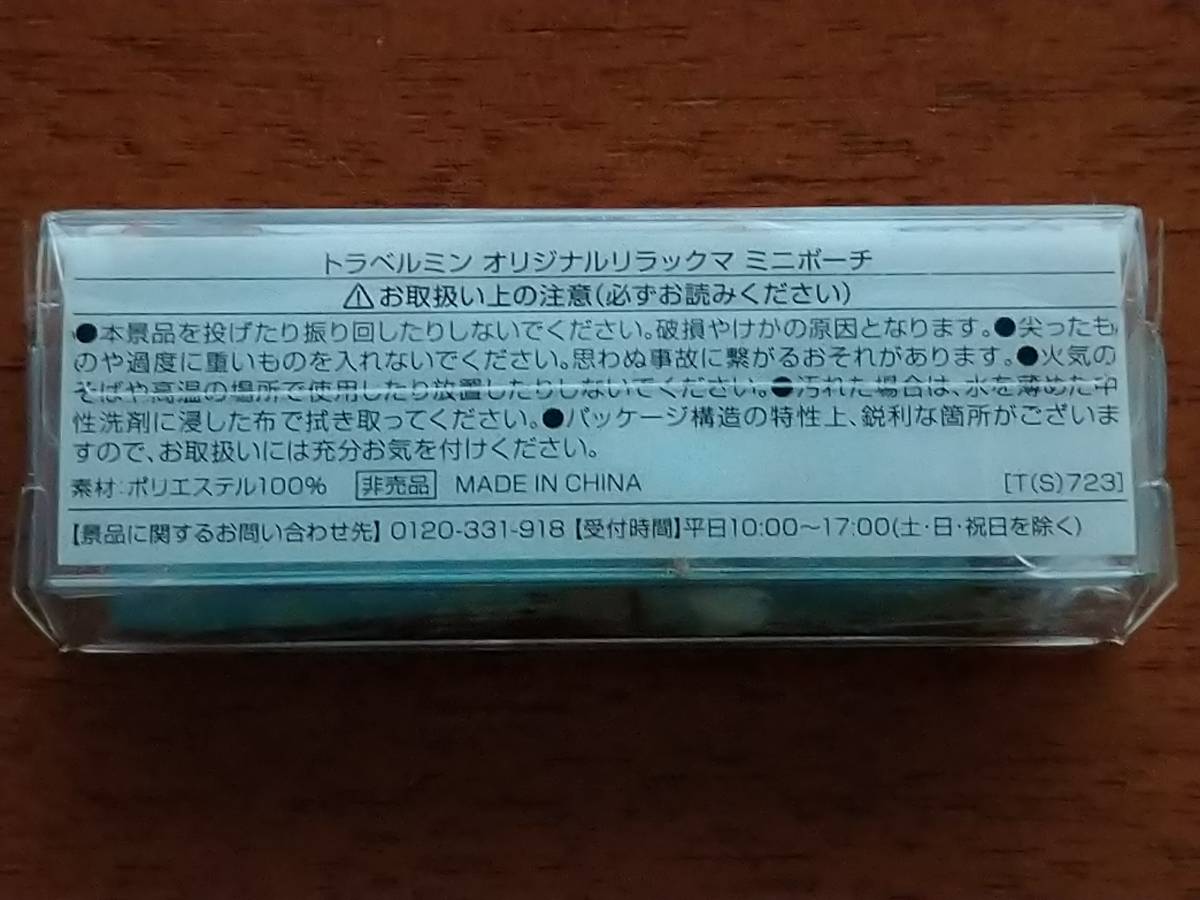 トラベルミン オリジナルリラックマ ミニポーチ
⚠お取扱い上の注意(必ずお読みください)
●本景品を投げたり振り回したりしないでください。破損やけがの原因となります。●尖ったも
のや過度に重いものを入れないでください。思わぬ事故に繋がるおそれがあります。●火気の
そばや高温の場所で使用したり放置したりしないでください。●汚れた場合は、水を薄めた中
性洗剤に浸した布で拭き取ってください。●パッケージ構造の特性上、鋭利な箇所がございま
すので、お取扱いには充分お気を付けください。
素材:ポリエステル100% 非売品 MADE IN CHINA [T(S)723]
【景品に関するお問い合わせ先】0120-331-918【受付時間】平日10:00〜17:00(土・日・祝日を除く)